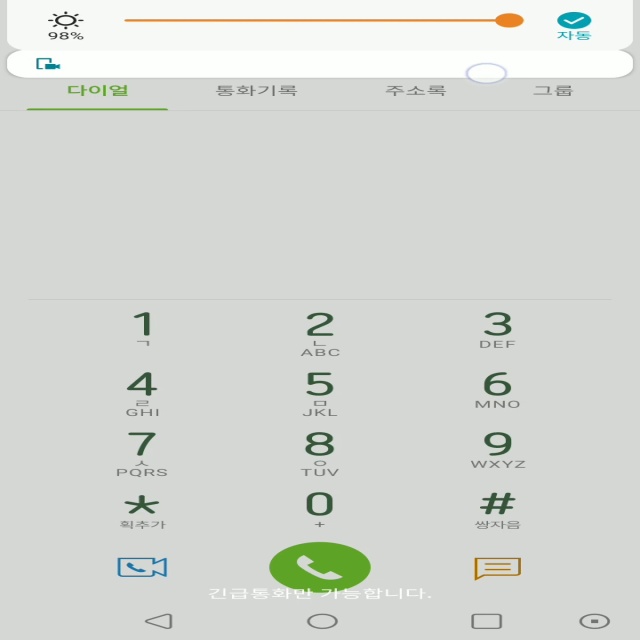 98%
자동
다이얼 통화기록 주소록 그룹
1 2 3
ㄱ ㄴ
ABC DEF
4 5 6
ㄹ ㅁ
GHI JKL MNO
7 8 9
ㅅ ㅇ
PQRS TUV WXYZ
* 0 #
획추가 + 쌍자음
긴급통화만 가능합니다.